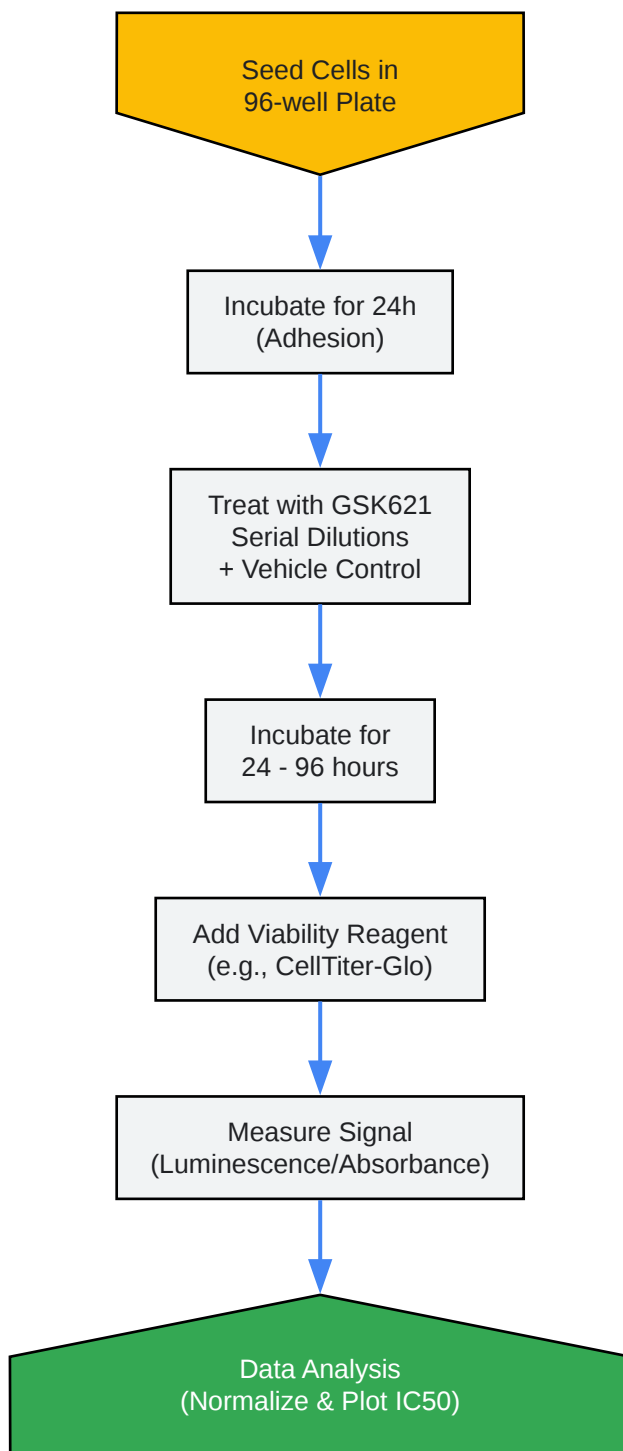 Seed Cells in
96-well Plate
Incubate for 24h
(Adhesion)
Treat with GSK621
Serial Dilutions
+ Vehicle Control
Incubate for
24 - 96 hours
Add Viability Reagent
(e.g., CellTiter-Glo)
Measure Signal
(Luminescence/Absorbance)
Data Analysis
(Normalize & Plot IC50)